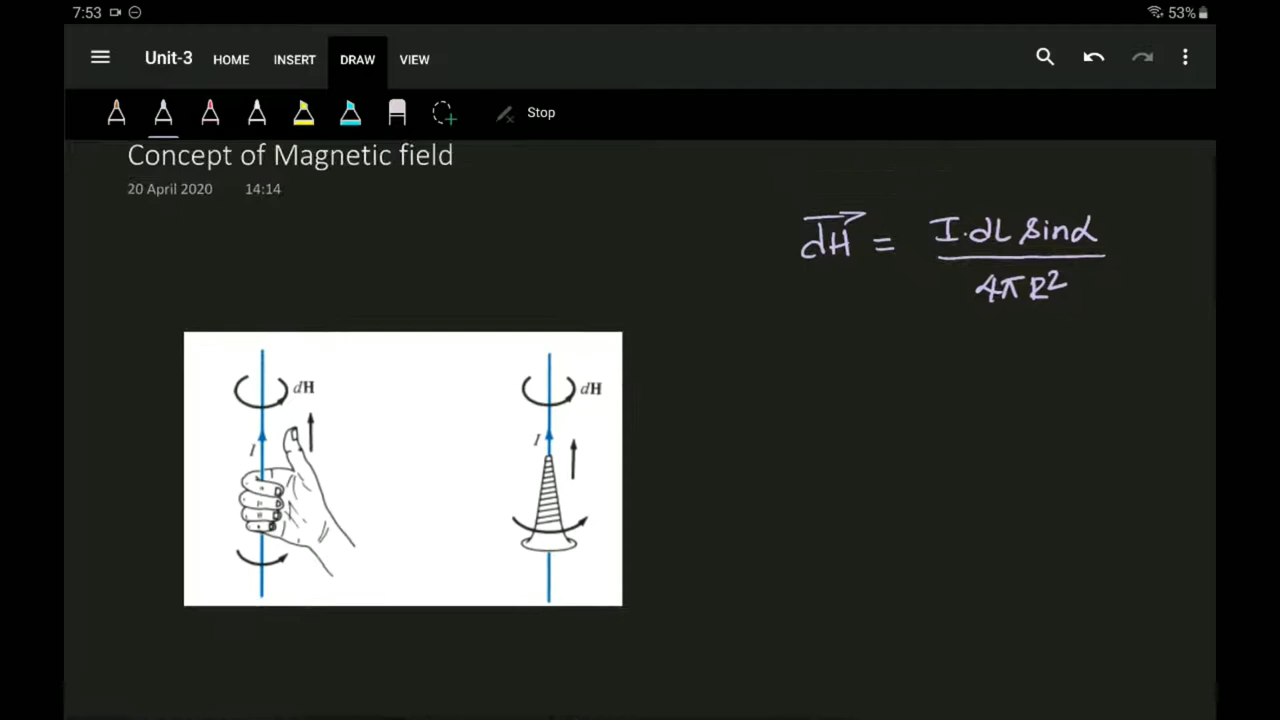 7:53 53%
Unit-3 HOME INSERT DRAW VIEW
Stop
Concept of Magnetic field
20 April 2020 14:14
dH = I·dL Sinα
4πR²
dH dH
I I